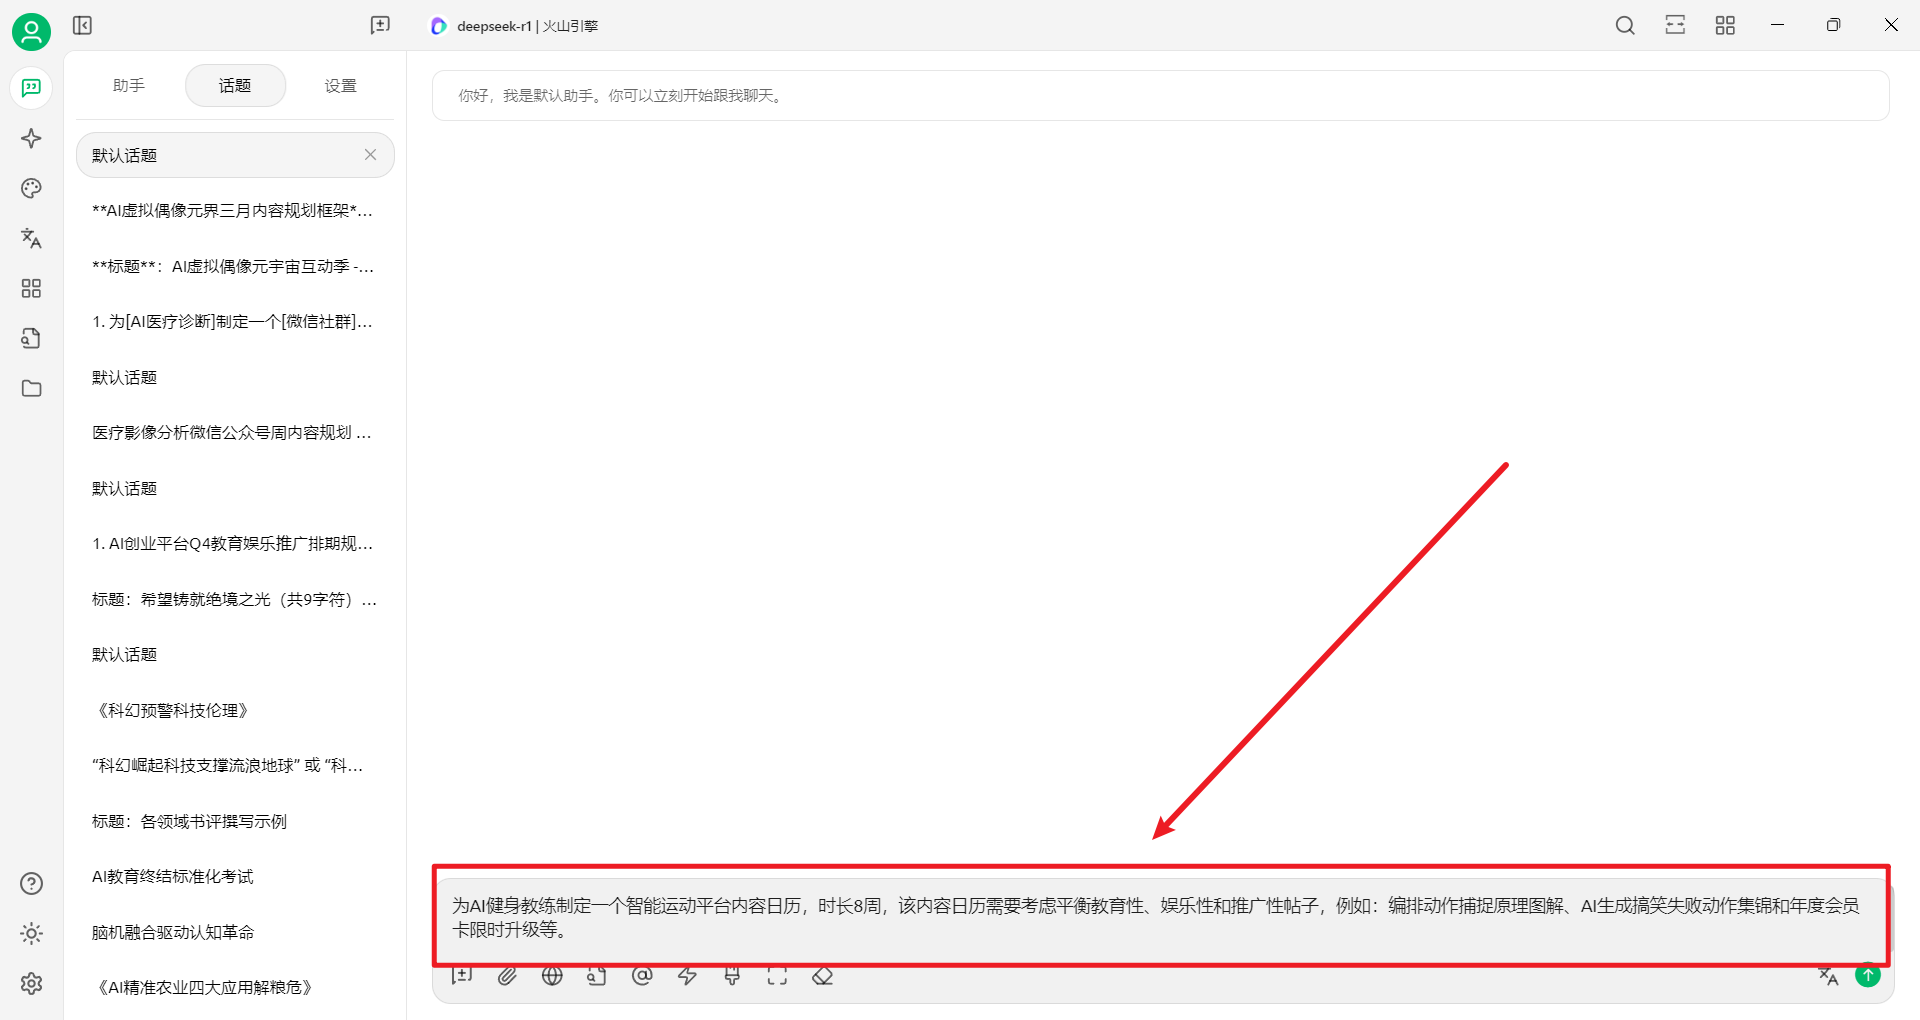 deepseek-r1 | 火山引擎
助手
话题
设置
默认话题
**AI虚拟偶像元界三月内容规划框架*...
**标题**：AI虚拟偶像元宇宙互动季 -...
1. 为[AI医疗诊断]制定一个[微信社群]...
默认话题
医疗影像分析微信公众号周内容规划 ...
默认话题
1. AI创业平台Q4教育娱乐推广排期规...
标题：希望铸就绝境之光（共9字符）...
默认话题
《科幻预警科技伦理》
“科幻崛起科技支撑流浪地球” 或 “科...
标题：各领域书评撰写示例
AI教育终结标准化考试
脑机融合驱动认知革命
《AI精准农业四大应用解粮危》
你好，我是默认助手。你可以立刻开始跟我聊天。
为AI健身教练制定一个智能运动平台内容日历，时长8周，该内容日历需要考虑平衡教育性、娱乐性和推广性帖子，例如：编排动作捕捉原理图解、AI生成搞笑失败动作集锦和年度会员
卡限时升级等。